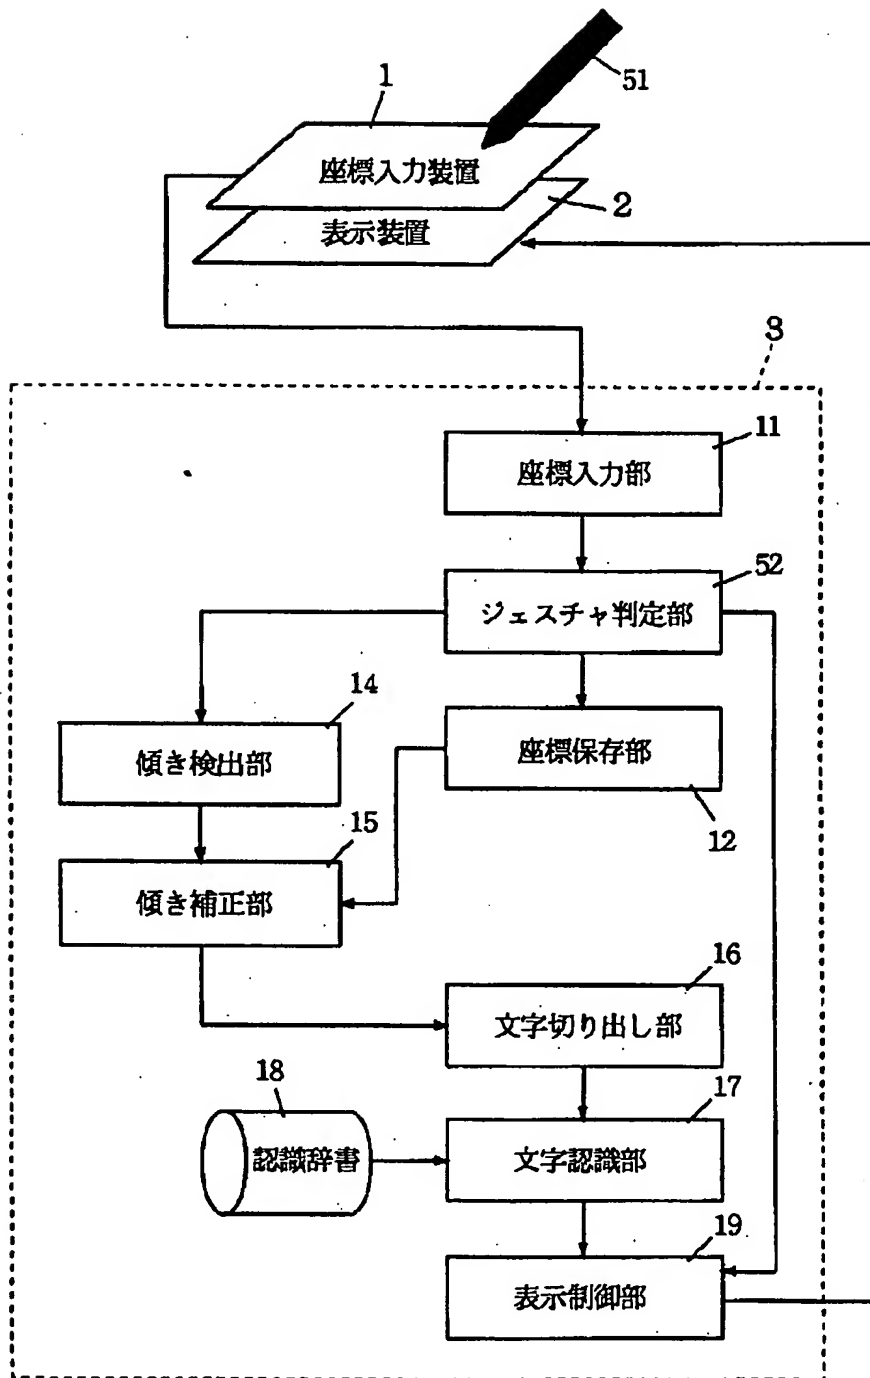 51
1
座標入力装置
2
表示装置
3
11
座標入力部
52
ジェスチャ判定部
14
傾き検出部
座標保存部
12
15
傾き補正部
16
文字切り出し部
18
認識辞書
17
文字認識部
19
表示制御部